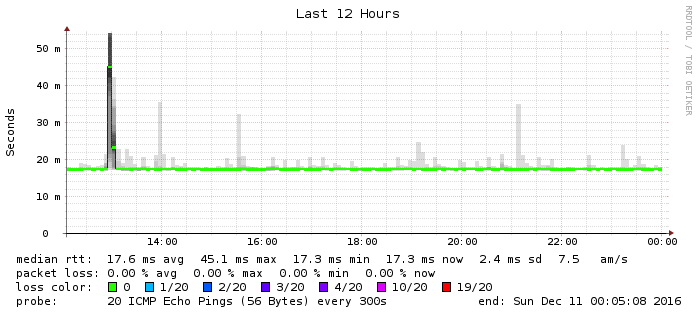 Last 12 Hours
RRDTOOL / TOBI OETIKER
Seconds
50 m
40 m
30 m
20 m
10 m
0
14:00 16:00 18:00 20:00 22:00 00:00
median rtt: 17.6 ms avg 45.1 ms max 17.3 ms min 17.3 ms now 2.4 ms sd 7.5 am/s
packet loss: 0.00 % avg 0.00 % max 0.00 % min 0.00 % now
loss color: 0 1/20 2/20 3/20 4/20 10/20 19/20
probe: 20 ICMP Echo Pings (56 Bytes) every 300s end: Sun Dec 11 00:05:08 2016